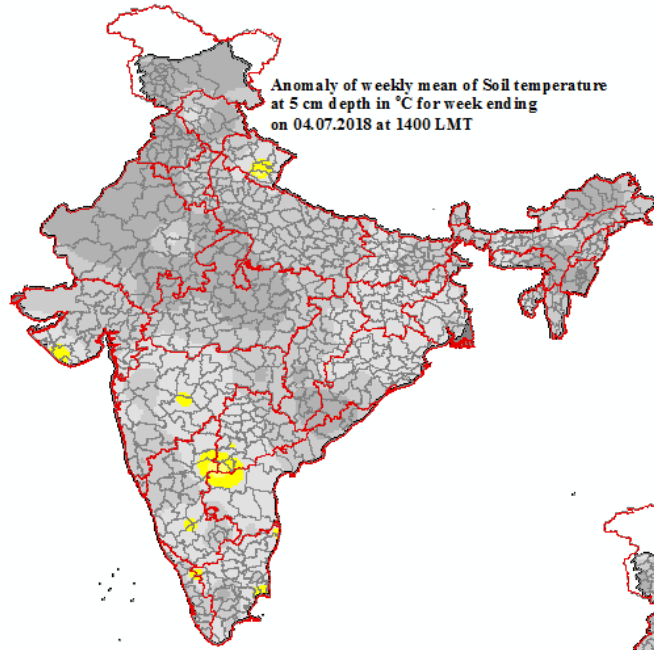 Anomaly of weekly mean of Soil temperature
at 5 cm depth in °C for week ending
on 04.07.2018 at 1400 LMT